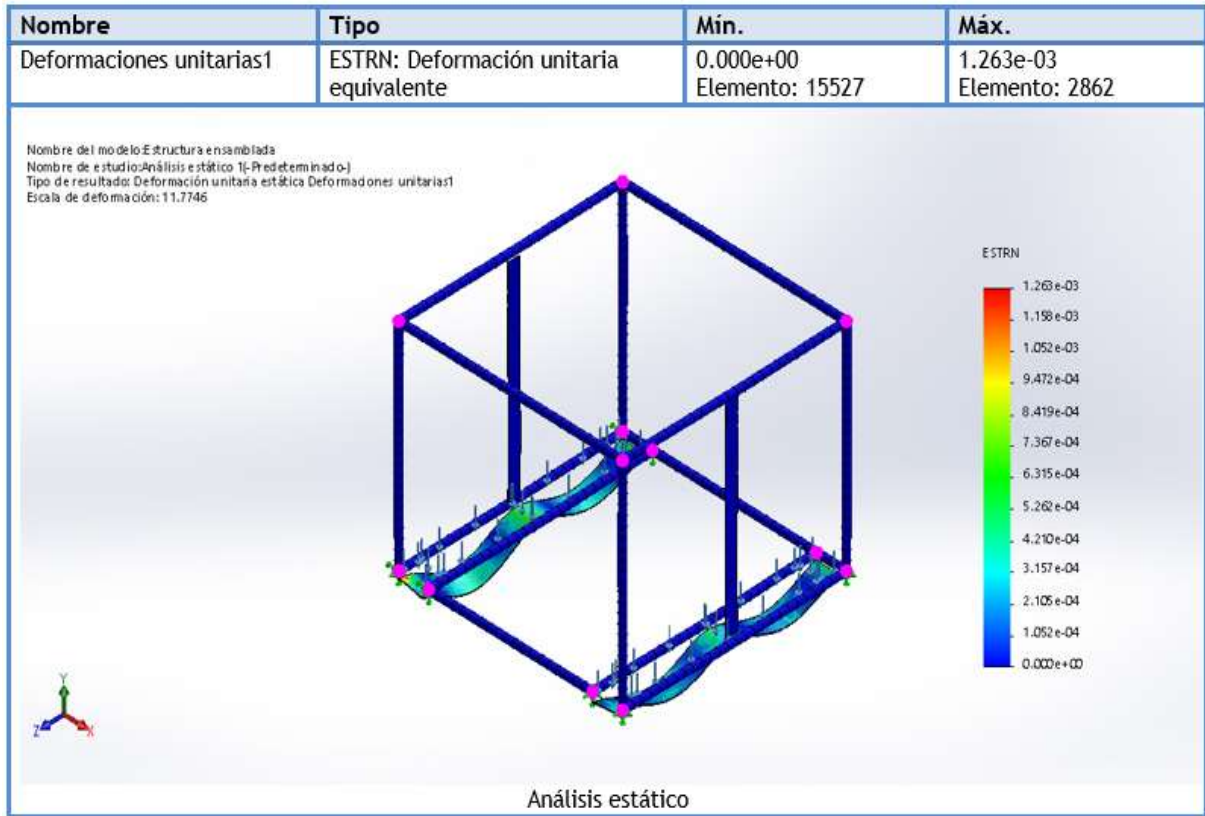 Nombre Tipo Mín. Máx.
Deformaciones unitarias1 ESTRN: Deformación unitaria equivalente 0.000e+00 Elemento: 15527 1.263e-03 Elemento: 2862
Nombre del modelo:Estructura ensamblada
Nombre de estudio:Análisis estático 1(-Predeterminado-)
Tipo de resultado: Deformación unitaria estática Deformaciones unitarias1
Escala de deformación: 11.7746
ESTRN
1.263e-03
1.158e-03
1.052e-03
9.472e-04
8.419e-04
7.367e-04
6.315e-04
5.262e-04
4.210e-04
3.157e-04
2.105e-04
1.052e-04
0.000e+00
Y
Z X
Análisis estático